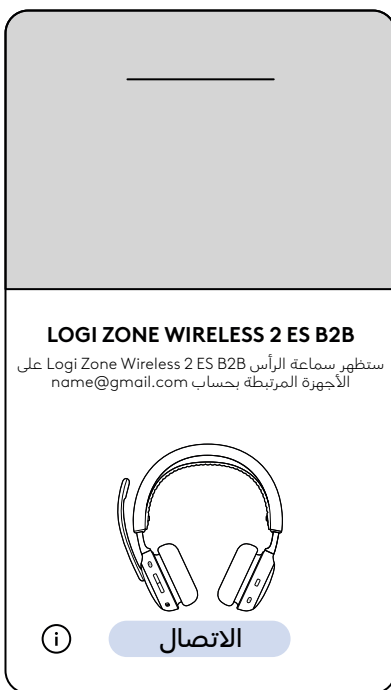 LOGI ZONE WIRELESS 2 ES B2B
ستظهر سماعة الرأس Logi Zone Wireless 2 ES B2B على
الأجهزة المرتبطة بحساب name@gmail.com
الاتصال